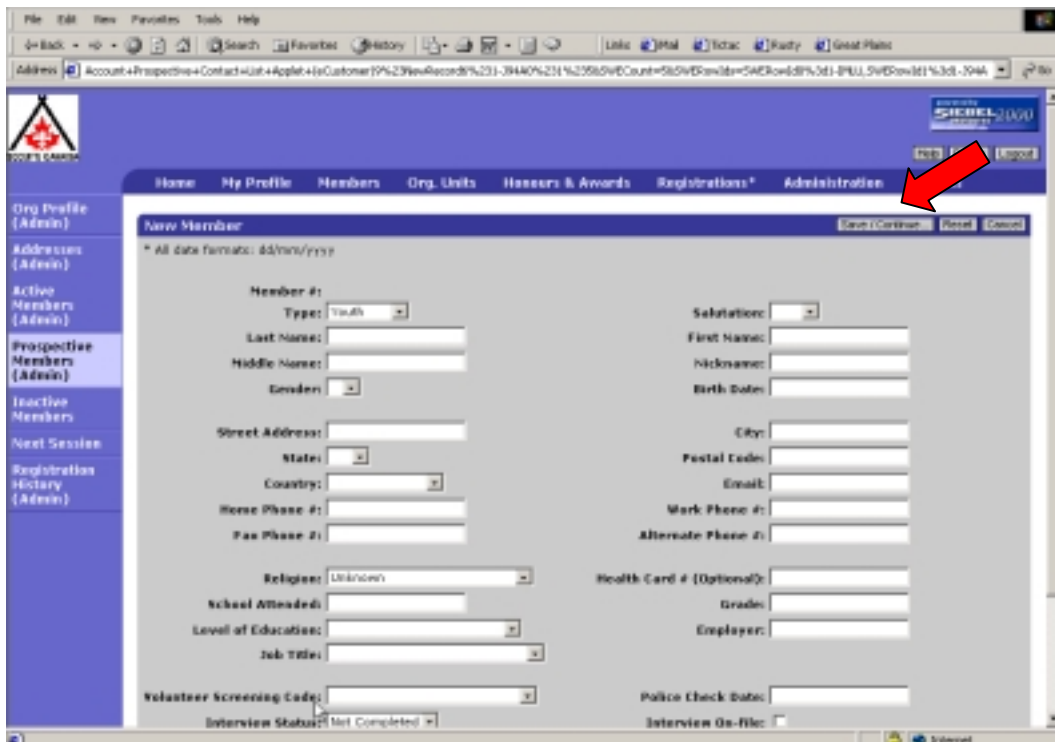 File Edit View Favorites Tools Help
Back Search Favorites History Links Mail Tictac Rusty Great Plains
Address
SCOUTS CANADA
SIEBEL 2000
Help Logout
Home My Profile Members Org. Units Honours & Awards Registrations* Administration
Org Profile
(Admin)
Addresses
(Admin)
Active
Members
(Admin)
Prospective
Members
(Admin)
Inactive
Members
Next Session
Registration
History
(Admin)
New Member Save / Continue... Reset Cancel
* All date formats: dd/mm/yyyy
Member #:
Type: Youth Salutation:
Last Name: First Name:
Middle Name: Nickname:
Gender: Birth Date:
Street Address: City:
State: Postal Code:
Country: Email:
Home Phone #: Work Phone #:
Fax Phone #: Alternate Phone #:
Religion: Unknown Health Card # (Optional):
School Attended: Grade:
Level of Education: Employer:
Job Title:
Volunteer Screening Code: Police Check Date:
Interview Status: Not Completed Interview On-file:
Internet